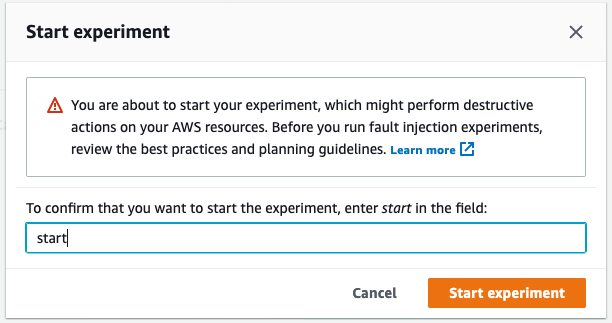 Start experiment
You are about to start your experiment, which might perform destructive
actions on your AWS resources. Before you run fault injection experiments,
review the best practices and planning guidelines. Learn more
To confirm that you want to start the experiment, enter start in the field:
start
Cancel Start experiment